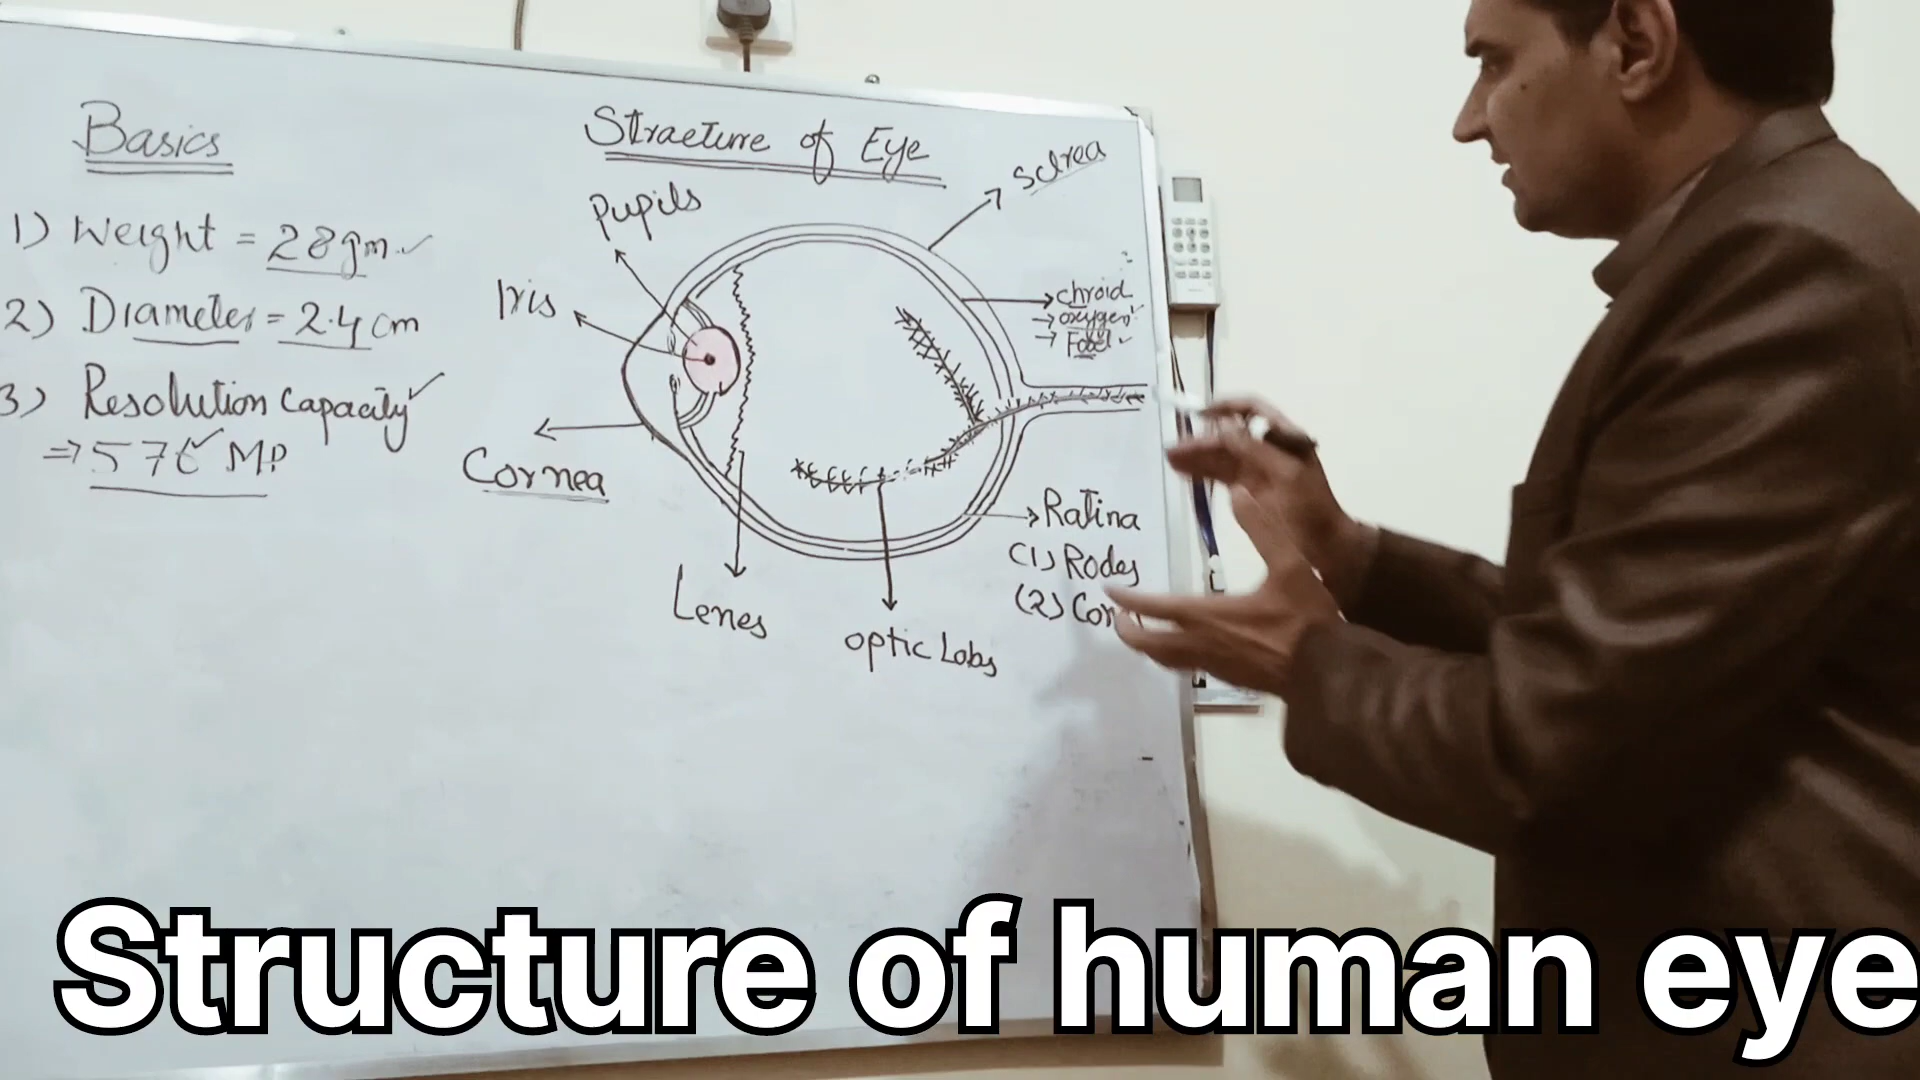 Basics
1) Weight = 28gm
2) Diameter = 2.4 cm
3) Resolution capacity
⇒ 576 MP
Straeture of Eye
Pupils
Sclrea
Iris
chroid
→ oxygen
→ Food
Cornea
Ratina
(1) Rodes
(2) Con
Lenes
optic Lobs
Structure of human eye